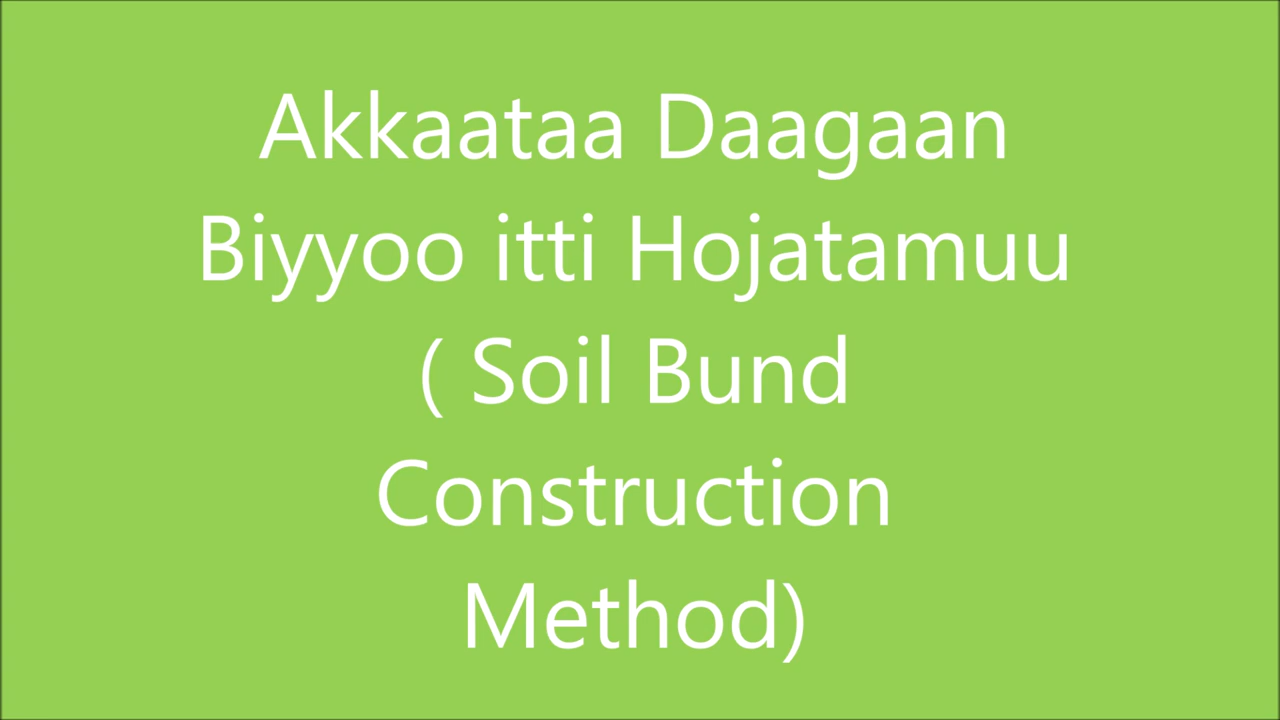 Akkaataa Daagaan
Biyyoo itti Hojatamuu
( Soil Bund
Construction
Method)